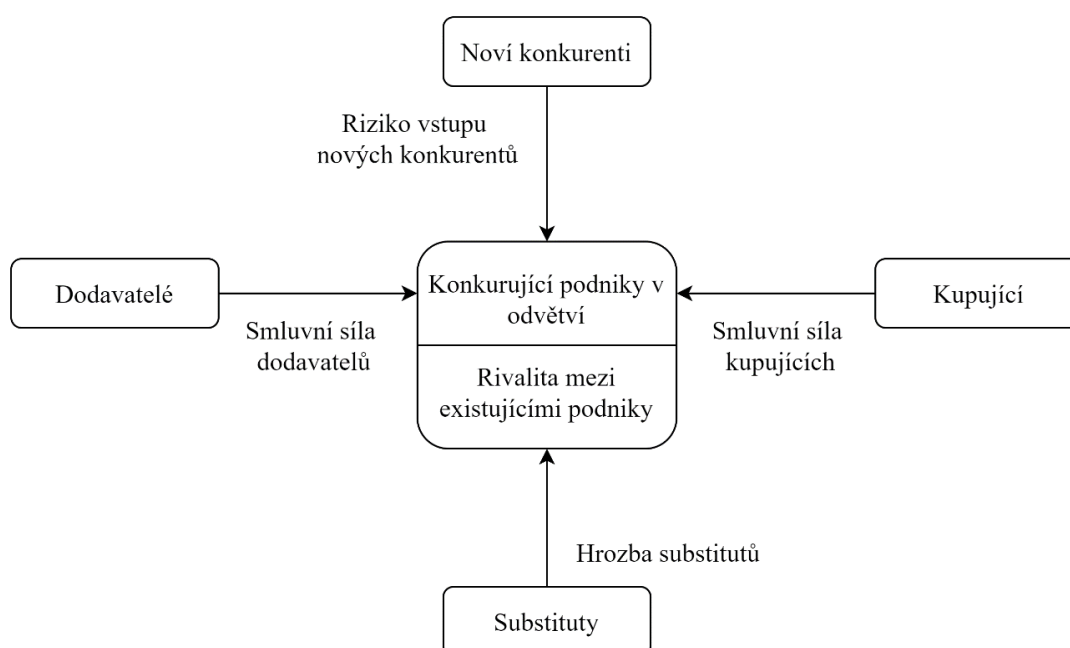 Noví konkurenti
Riziko vstupu
nových konkurentů
Dodavatelé
Smluvní síla
dodavatelů
Konkurující podniky v
odvětví
Rivalita mezi
existujícími podniky
Kupující
Smluvní síla
kupujících
Hrozba substitutů
Substituty